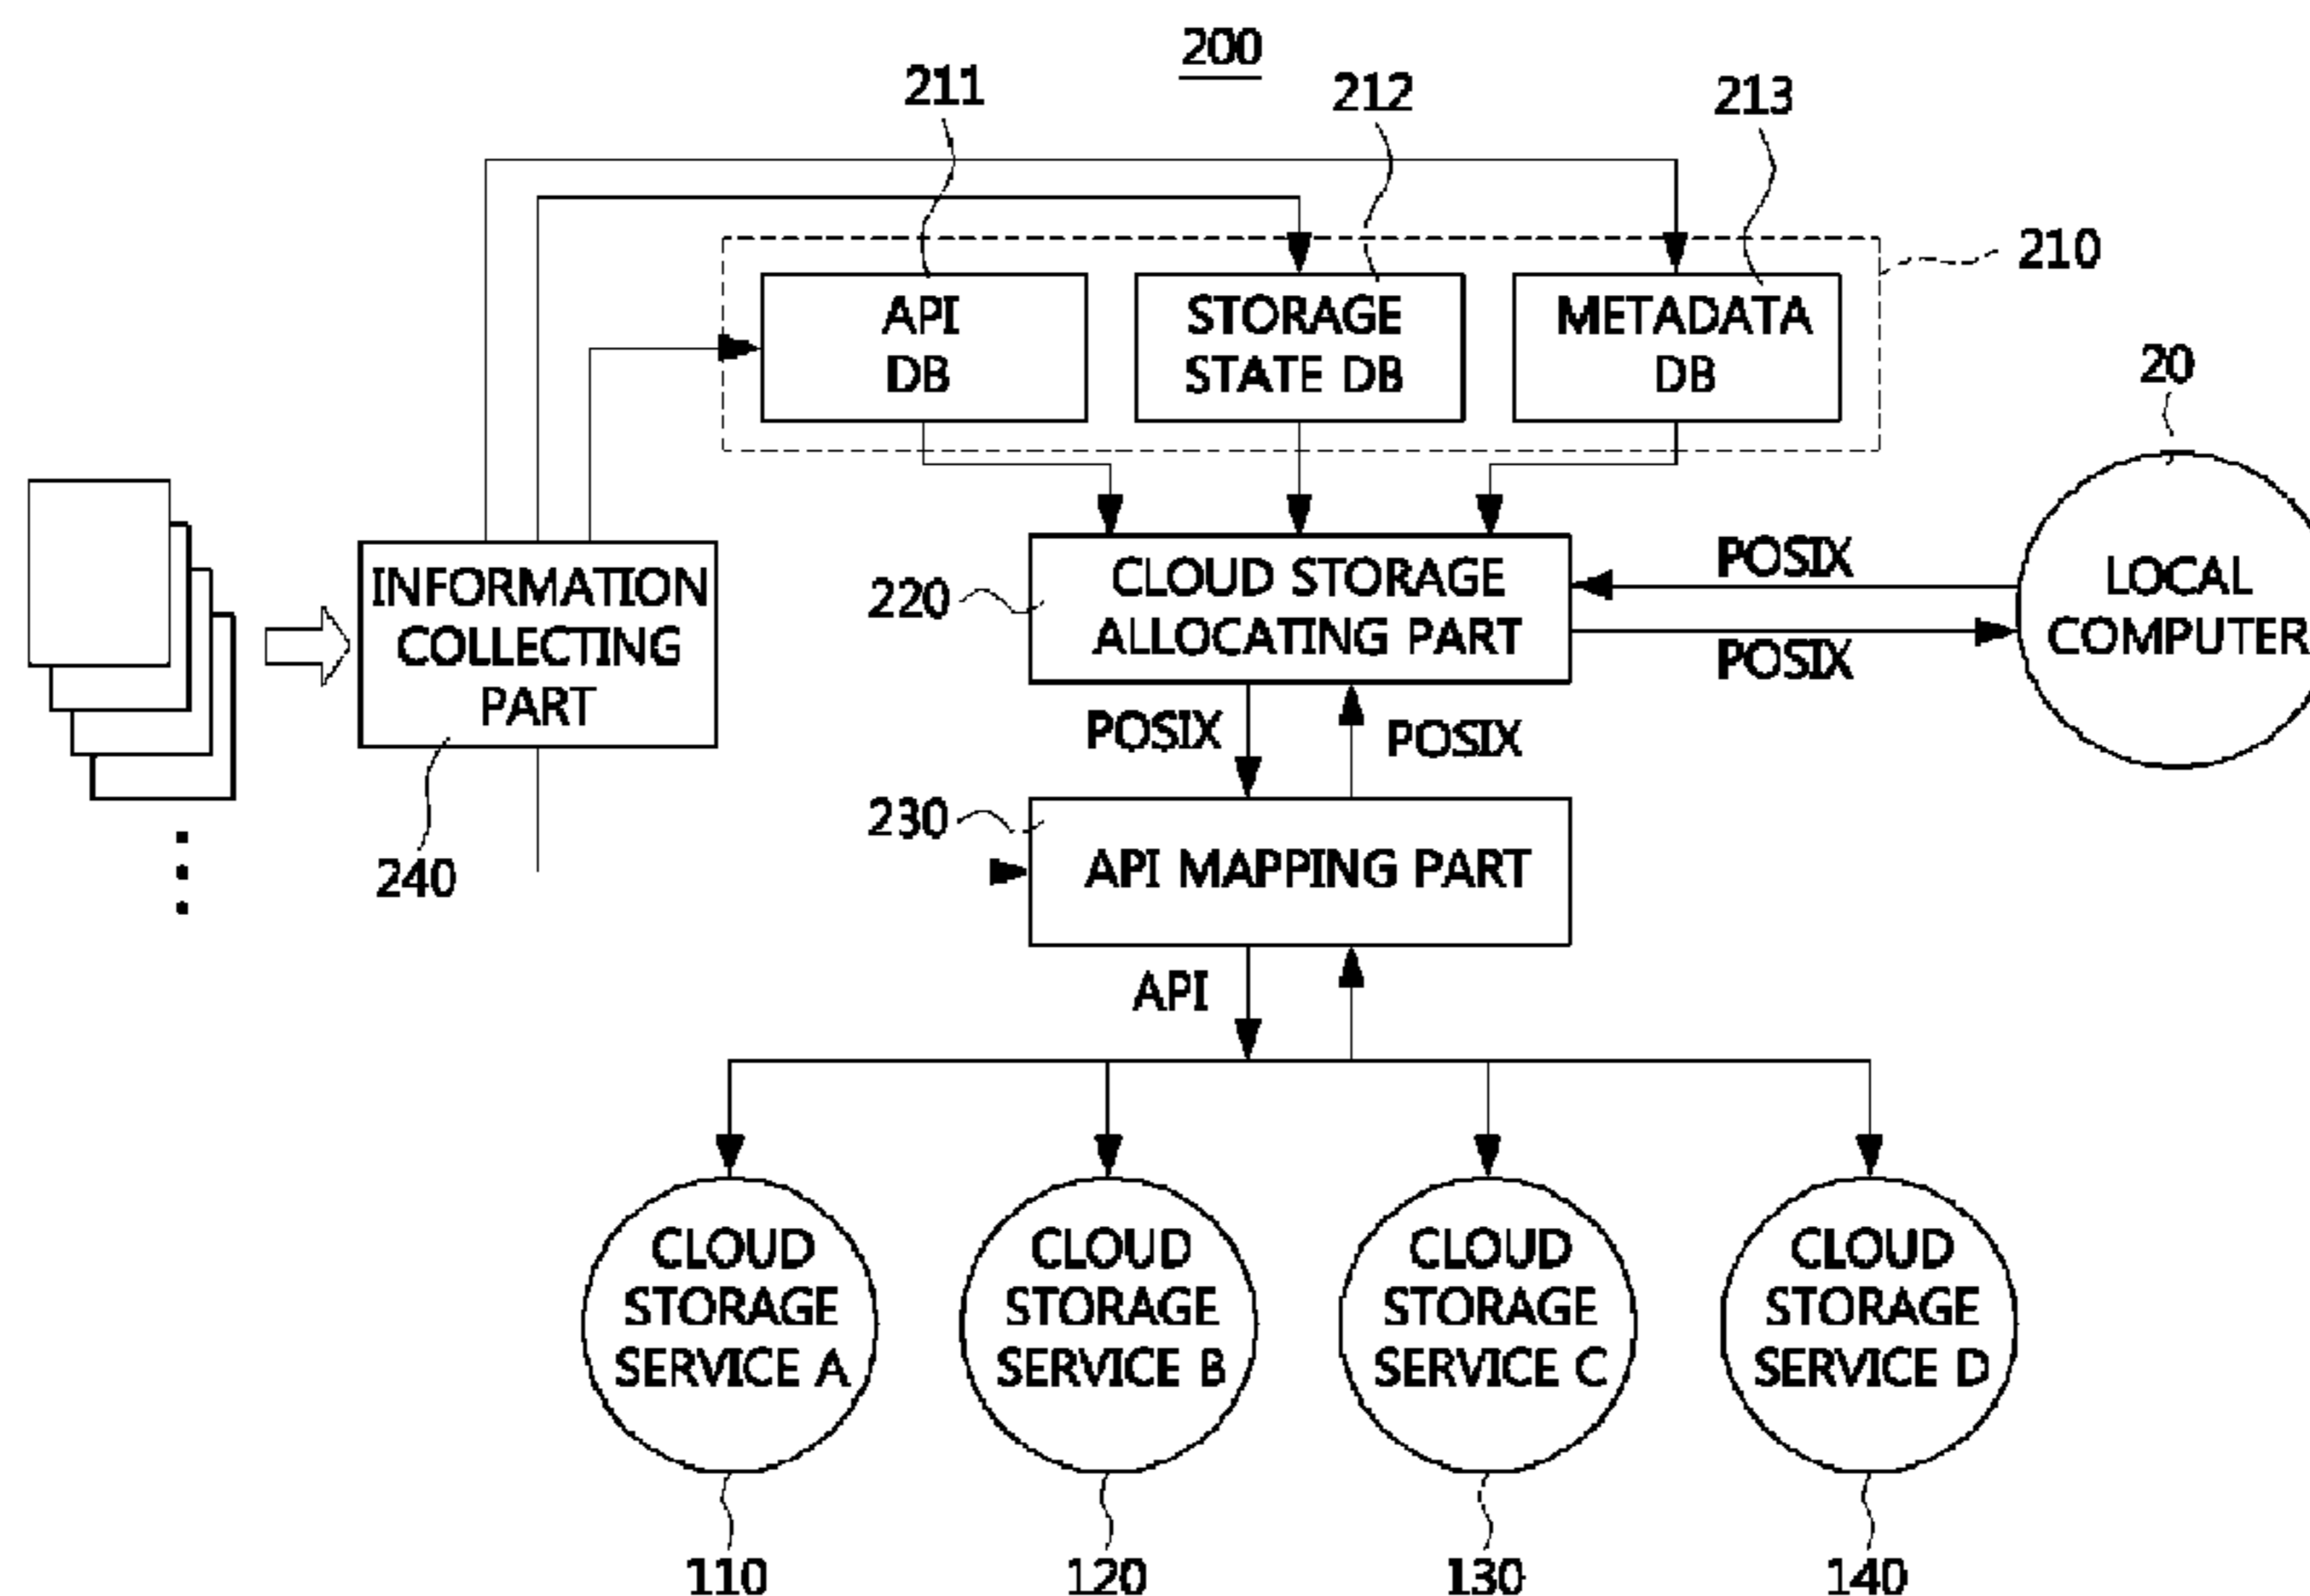 200
211
212
213
210
API
DB
STORAGE
STATE DB
METADATA
DB
20
INFORMATION
COLLECTING
PART
240
220
CLOUD STORAGE
ALLOCATING PART
POSIX
POSIX
LOCAL
COMPUTER
POSIX
POSIX
230
API MAPPING PART
API
CLOUD
STORAGE
SERVICE A
CLOUD
STORAGE
SERVICE B
CLOUD
STORAGE
SERVICE C
CLOUD
STORAGE
SERVICE D
110
120
130
140